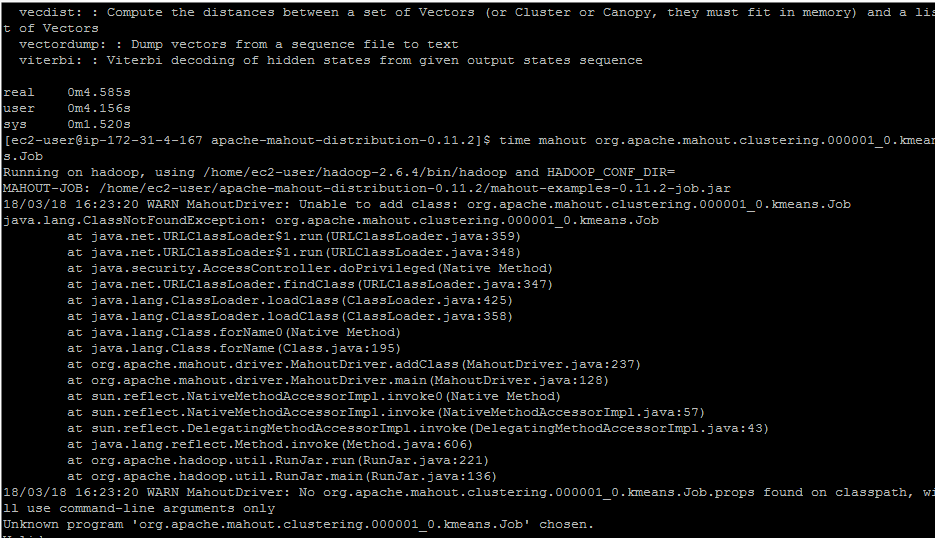 vecdist: : Compute the distances between a set of Vectors (or Cluster or Canopy, they must fit in memory) and a lis
t of Vectors
  vectordump: : Dump vectors from a sequence file to text
  viterbi: : Viterbi decoding of hidden states from given output states sequence
real    0m4.585s
user    0m4.156s
sys     0m1.520s
[ec2-user@ip-172-31-4-167 apache-mahout-distribution-0.11.2]$ time mahout org.apache.mahout.clustering.000001_0.kmean
s.Job
Running on hadoop, using /home/ec2-user/hadoop-2.6.4/bin/hadoop and HADOOP_CONF_DIR=
MAHOUT-JOB: /home/ec2-user/apache-mahout-distribution-0.11.2/mahout-examples-0.11.2-job.jar
18/03/18 16:23:20 WARN MahoutDriver: Unable to add class: org.apache.mahout.clustering.000001_0.kmeans.Job
java.lang.ClassNotFoundException: org.apache.mahout.clustering.000001_0.kmeans.Job
        at java.net.URLClassLoader$1.run(URLClassLoader.java:359)
        at java.net.URLClassLoader$1.run(URLClassLoader.java:348)
        at java.security.AccessController.doPrivileged(Native Method)
        at java.net.URLClassLoader.findClass(URLClassLoader.java:347)
        at java.lang.ClassLoader.loadClass(ClassLoader.java:425)
        at java.lang.ClassLoader.loadClass(ClassLoader.java:358)
        at java.lang.Class.forName0(Native Method)
        at java.lang.Class.forName(Class.java:195)
        at org.apache.mahout.driver.MahoutDriver.addClass(MahoutDriver.java:237)
        at org.apache.mahout.driver.MahoutDriver.main(MahoutDriver.java:128)
        at sun.reflect.NativeMethodAccessorImpl.invoke0(Native Method)
        at sun.reflect.NativeMethodAccessorImpl.invoke(NativeMethodAccessorImpl.java:57)
        at sun.reflect.DelegatingMethodAccessorImpl.invoke(DelegatingMethodAccessorImpl.java:43)
        at java.lang.reflect.Method.invoke(Method.java:606)
        at org.apache.hadoop.util.RunJar.run(RunJar.java:221)
        at org.apache.hadoop.util.RunJar.main(RunJar.java:136)
18/03/18 16:23:20 WARN MahoutDriver: No org.apache.mahout.clustering.000001_0.kmeans.Job.props found on classpath, wi
ll use command-line arguments only
Unknown program 'org.apache.mahout.clustering.000001_0.kmeans.Job' chosen.